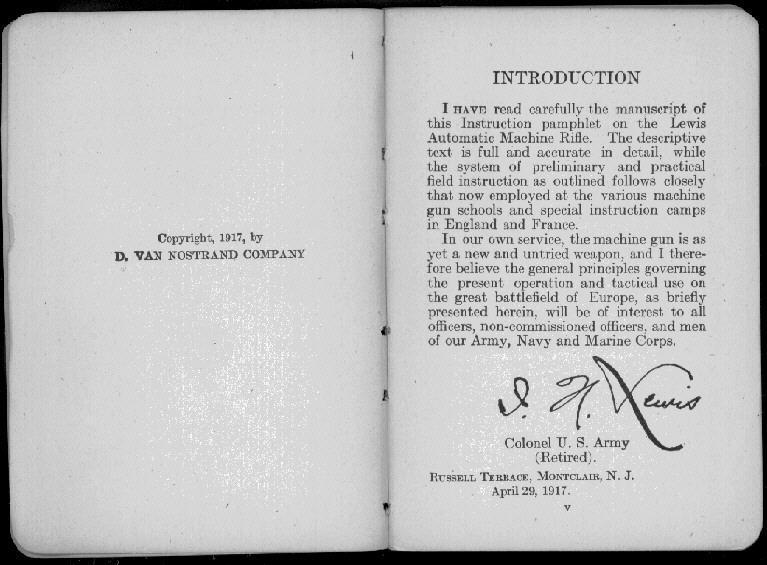 Copyright, 1917, by
D. VAN NOSTRAND COMPANY
INTRODUCTION
I HAVE read carefully the manuscript of
this Instruction pamphlet on the Lewis
Automatic Machine Rifle. The descriptive
text is full and accurate in detail, while
the system of preliminary and practical
field instruction as outlined follows closely
that now employed at the various machine
gun schools and special instruction camps
in England and France.
In our own service, the machine gun is as
yet a new and untried weapon, and I there-
fore believe the general principles governing
the present operation and tactical use on
the great battlefield of Europe, as briefly
presented herein, will be of interest to all
officers, non-commissioned officers, and men
of our Army, Navy and Marine Corps.
I. N. Lewis
Colonel U. S. Army
(Retired).
RUSSELL TERRACE, MONTCLAIR, N. J.
April 29, 1917.
v